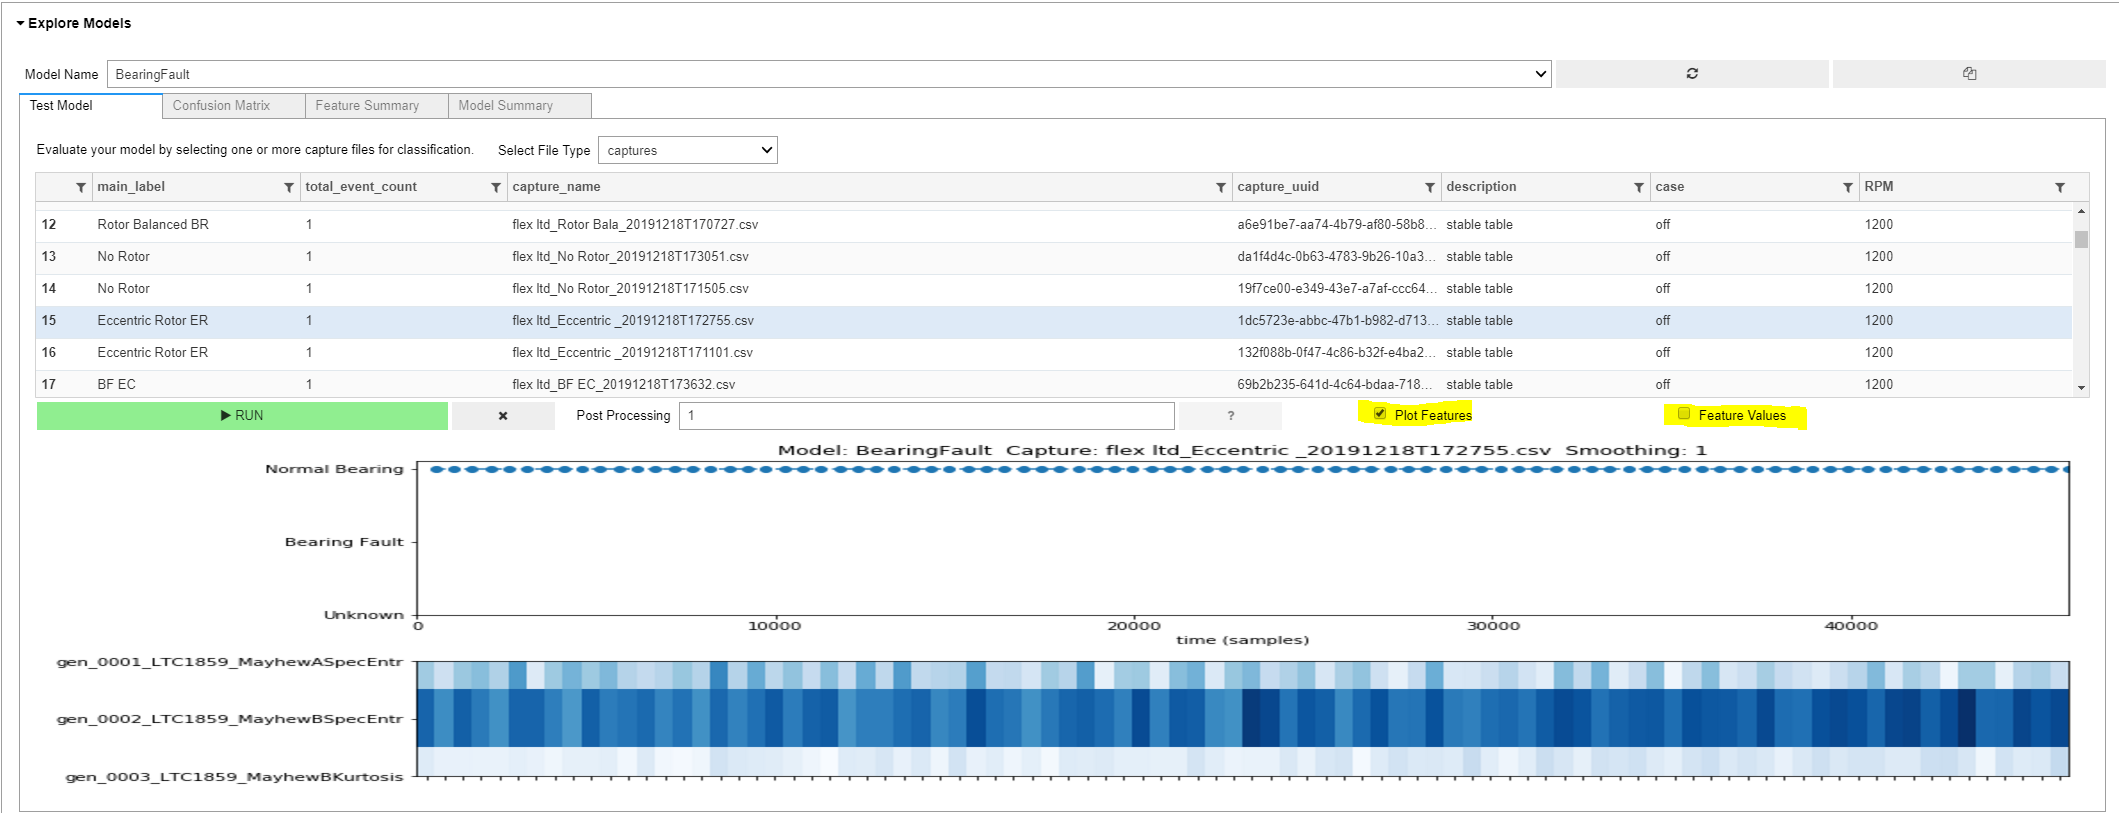 Explore Models
Model Name BearingFault
Test Model Confusion Matrix Feature Summary Model Summary
Evaluate your model by selecting one or more capture files for classification. Select File Type captures
main_label total_event_count capture_name capture_uuid description case RPM
12 Rotor Balanced BR 1 flex ltd_Rotor Bala_20191218T170727.csv a6e91be7-aa74-4b79-af80-58b8... stable table off 1200
13 No Rotor 1 flex ltd_No Rotor_20191218T173051.csv da1f4d4c-0b63-4783-9b26-10a3... stable table off 1200
14 No Rotor 1 flex ltd_No Rotor_20191218T171505.csv 19f7ce00-e349-43e7-a7af-ccc64... stable table off 1200
15 Eccentric Rotor ER 1 flex ltd_Eccentric _20191218T172755.csv 1dc5723e-abbc-47b1-b982-d713... stable table off 1200
16 Eccentric Rotor ER 1 flex ltd_Eccentric _20191218T171101.csv 132f088b-0f47-4c86-b32f-e4ba2... stable table off 1200
17 BF EC 1 flex ltd_BF EC_20191218T173632.csv 69b2b235-641d-4c64-bdaa-718... stable table off 1200
RUN Post Processing 1 ? Plot Features Feature Values
Model: BearingFault Capture: flex ltd_Eccentric _20191218T172755.csv Smoothing: 1
Normal Bearing
Bearing Fault
Unknown
0 10000 20000 30000 40000
time (samples)
gen_0001_LTC1859_MayhewASpecEntr
gen_0002_LTC1859_MayhewBSpecEntr
gen_0003_LTC1859_MayhewBKurtosis